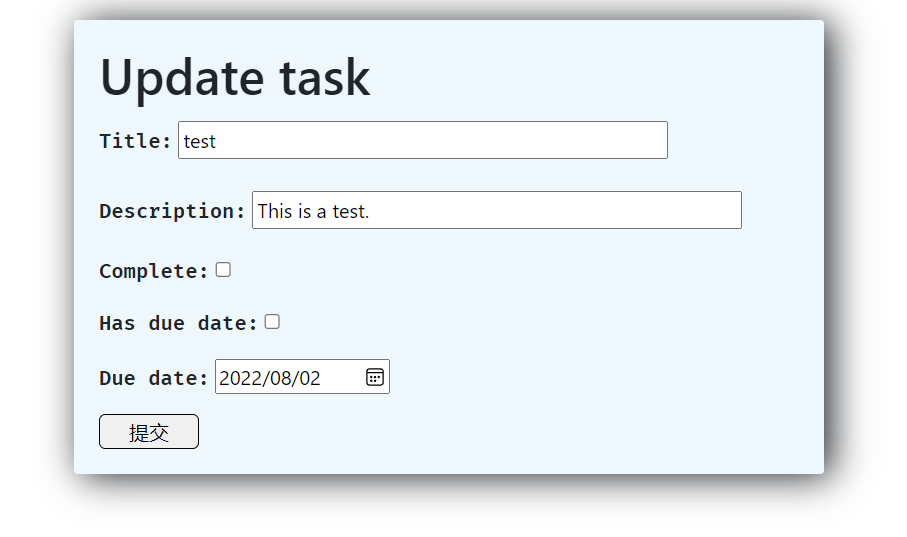 Update task
Title: test
Description: This is a test.
Complete:
Has due date:
Due date: 2022/08/02
提交